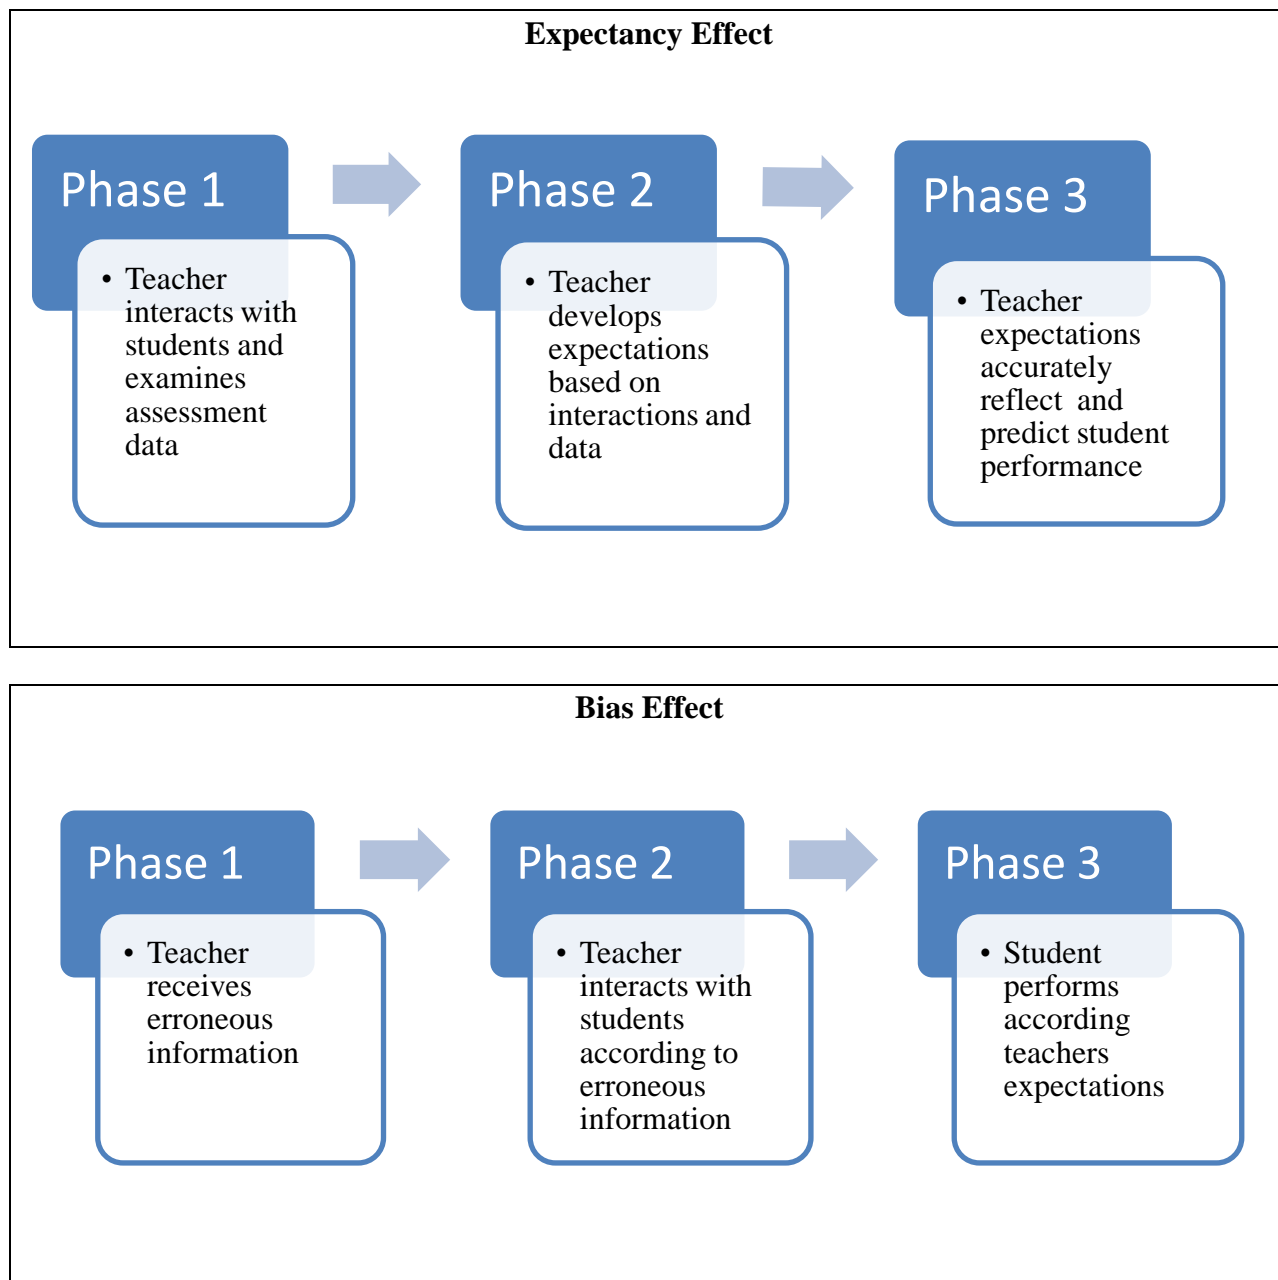 Expectancy Effect
Phase 1
• Teacher
interacts with
students and
examines
assessment
data
Phase 2
• Teacher
develops
expectations
based on
interactions and
data
Phase 3
• Teacher
expectations
accurately
reflect and
predict student
performance
Bias Effect
Phase 1
• Teacher
receives
erroneous
information
Phase 2
• Teacher
interacts with
students
according to
erroneous
information
Phase 3
• Student
performs
according
teachers
expectations